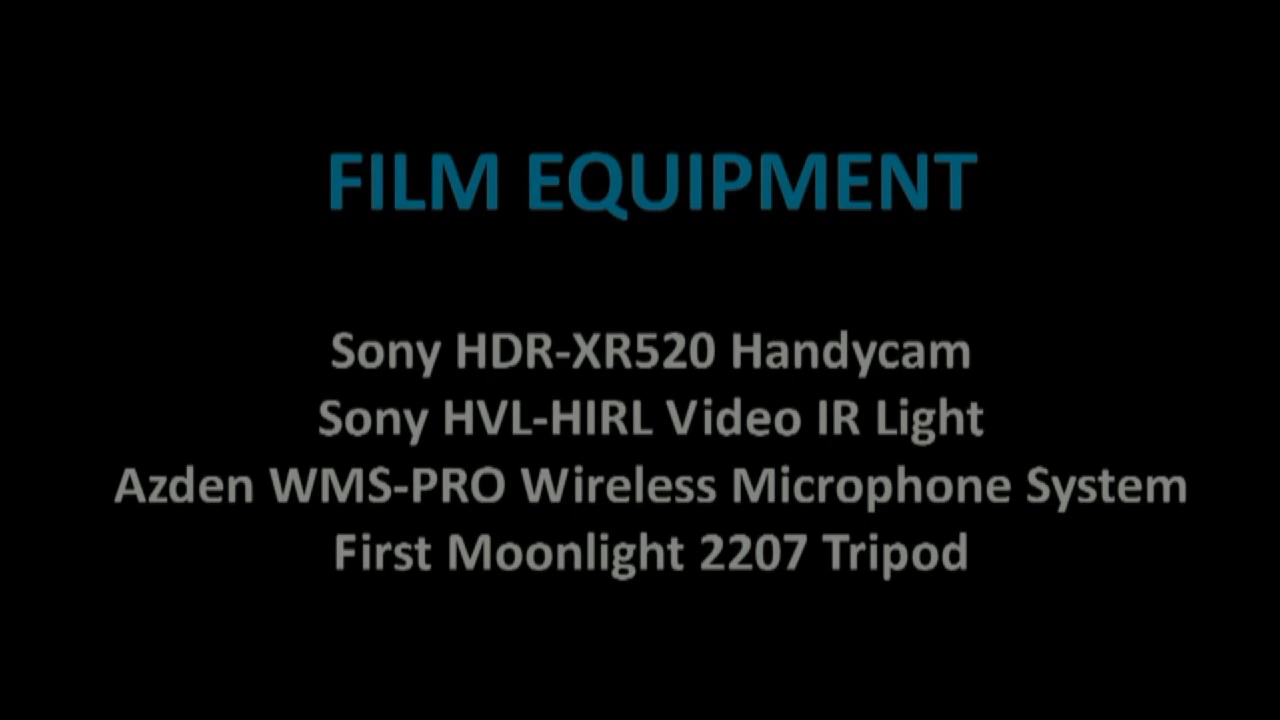 FILM EQUIPMENT
Sony HDR-XR520 Handycam
Sony HVL-HIRL Video IR Light
Azden WMS-PRO Wireless Microphone System
First Moonlight 2207 Tripod